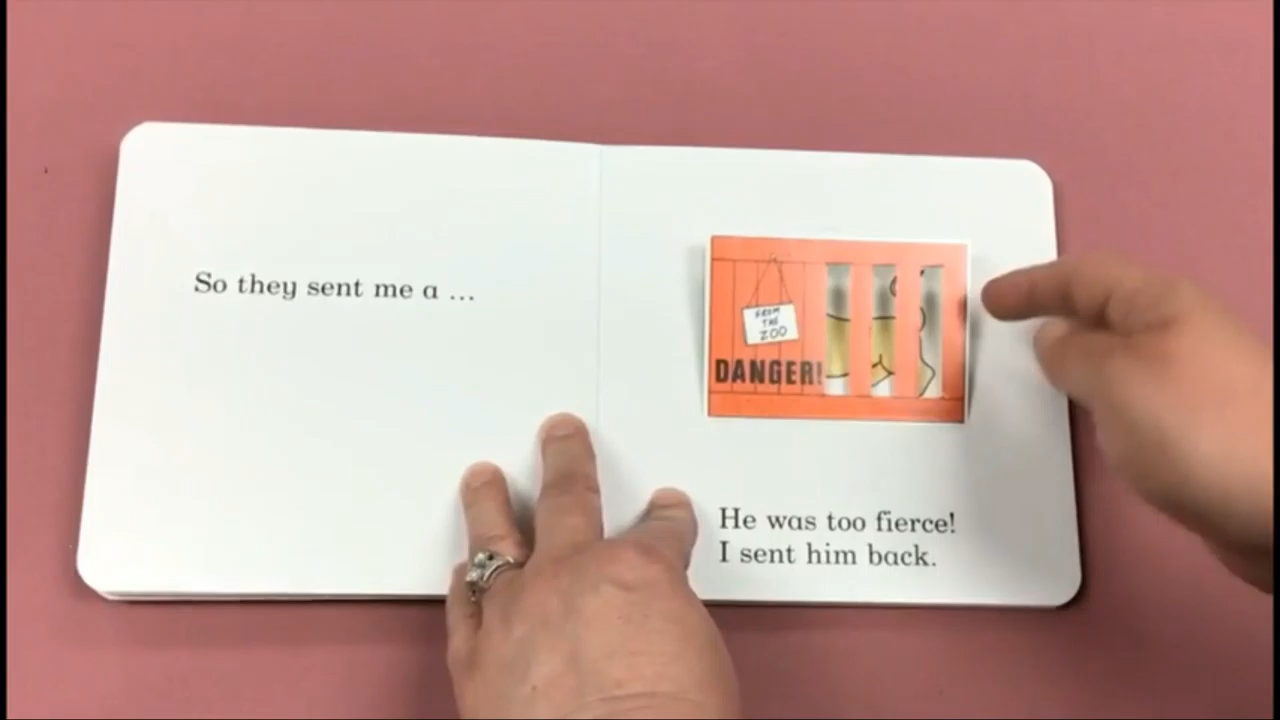 So they sent me a ...
FROM
THE
ZOO
DANGER!
He was too fierce!
I sent him back.